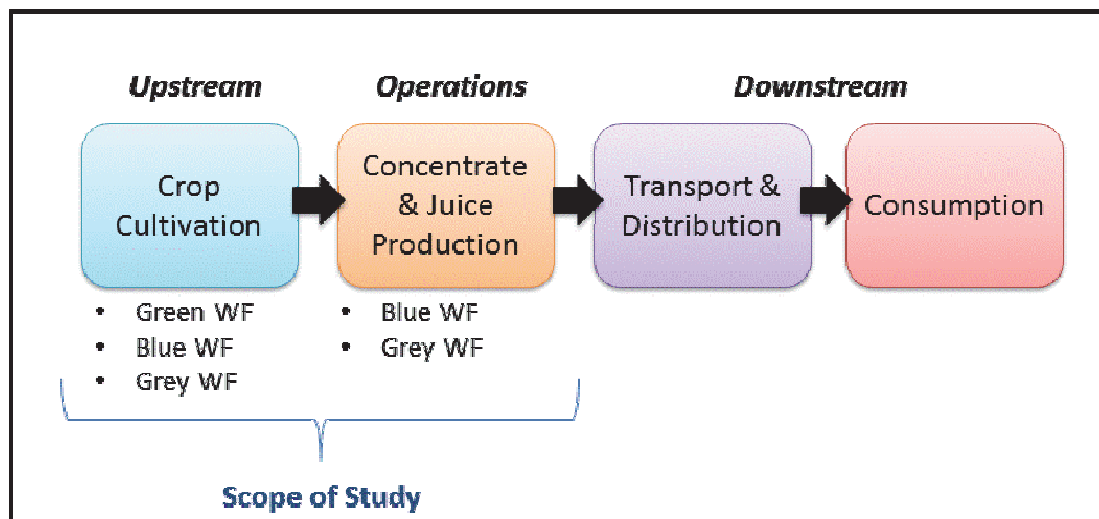 Upstream
Operations
Downstream
Crop
Cultivation
Concentrate
& Juice
Production
Transport &
Distribution
Consumption
• Green WF
• Blue WF
• Grey WF
• Blue WF
• Grey WF
Scope of Study